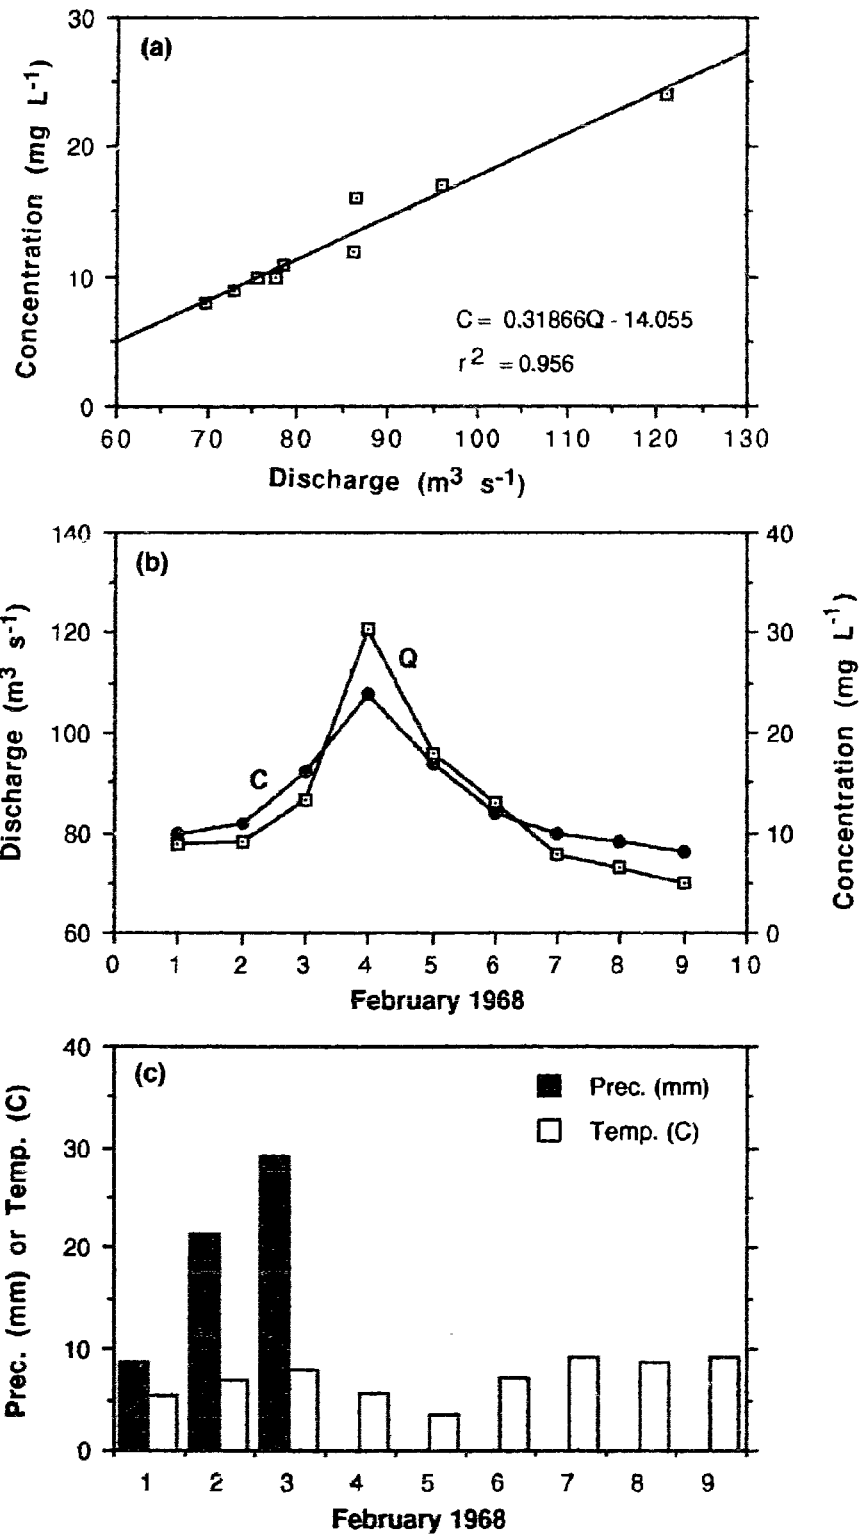 (a)
Concentration (mg L-1)
30
20
10
0
C = 0.31866Q - 14.055
r2 = 0.956
60 70 80 90 100 110 120 130
Discharge (m3 s-1)
(b)
Discharge (m3 s-1)
140
120
100
80
60
Q
C
40
30
20
10
0
Concentration (mg L-1)
0 1 2 3 4 5 6 7 8 9 10
February 1968
(c)
Prec. (mm) or Temp. (C)
40
30
20
10
0
Prec. (mm)
Temp. (C)
1 2 3 4 5 6 7 8 9
February 1968